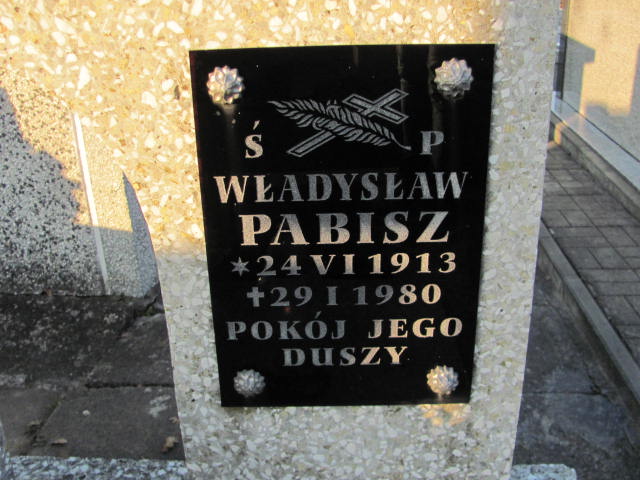 Ś P
WŁADYSŁAW
PABISZ
*24 VI 1913
✝29 I 1980
POKÓJ JEGO
DUSZY